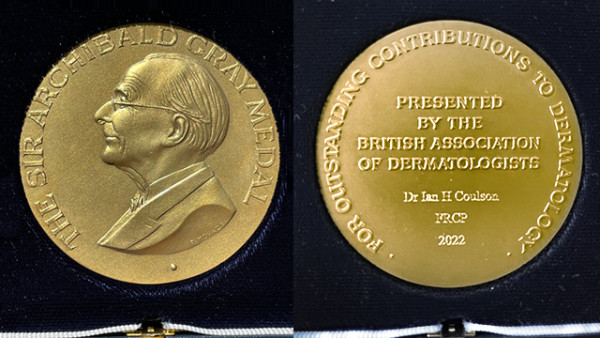 THE SIR ARCHIBALD GRAY MEDAL
· FOR OUTSTANDING CONTRIBUTIONS TO DERMATOLOGY ·
PRESENTED
BY THE
BRITISH ASSOCIATION
OF DERMATOLOGISTS
Dr Ian H Coulson
FRCP
2022